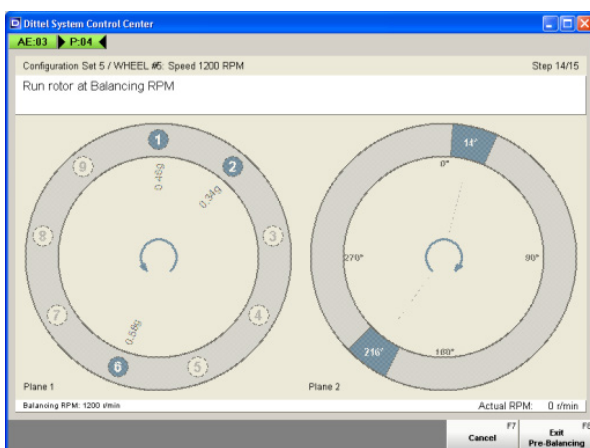 Dittel System Control Center
AE:03 P:04
Configuration Set 5 / WHEEL #5: Speed 1200 RPM Step 14/15
Run rotor at Balancing RPM
1
2
3
4
5
6
7
8
9
0.46g
0.34g
0.58g
Plane 1
14°
0°
90°
180°
270°
216°
Plane 2
Balancing RPM: 1200 r/min Actual RPM: 0 r/min
F7 F8
Cancel Exit
Pre-Balancing